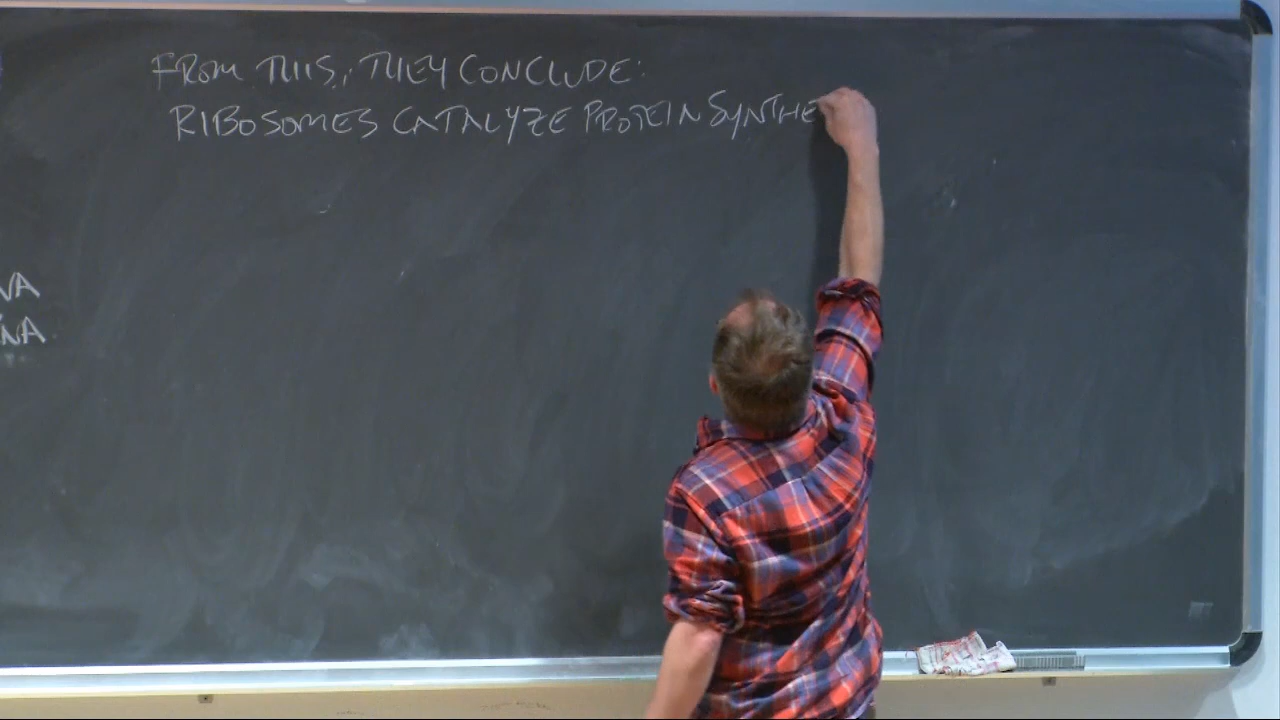 FROM THIS, THEY CONCLUDE:
RIBOSOMES CATALYZE PROTEIN SYNTHE